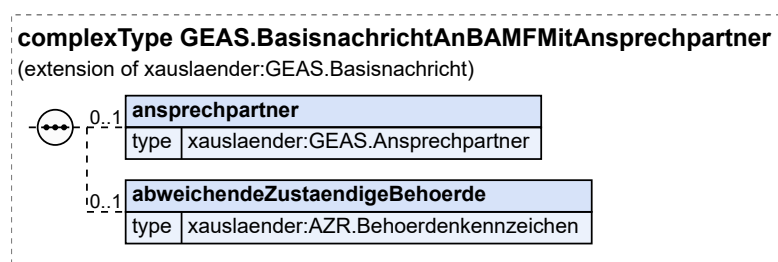 complexType GEAS.BasisnachrichtAnBAMFMitAnsprechpartner
(extension of xauslaender:GEAS.Basisnachricht)
0..1 ansprechpartner
type xauslaender:GEAS.Ansprechpartner
0..1 abweichendeZustaendigeBehoerde
type xauslaender:AZR.Behoerdenkennzeichen